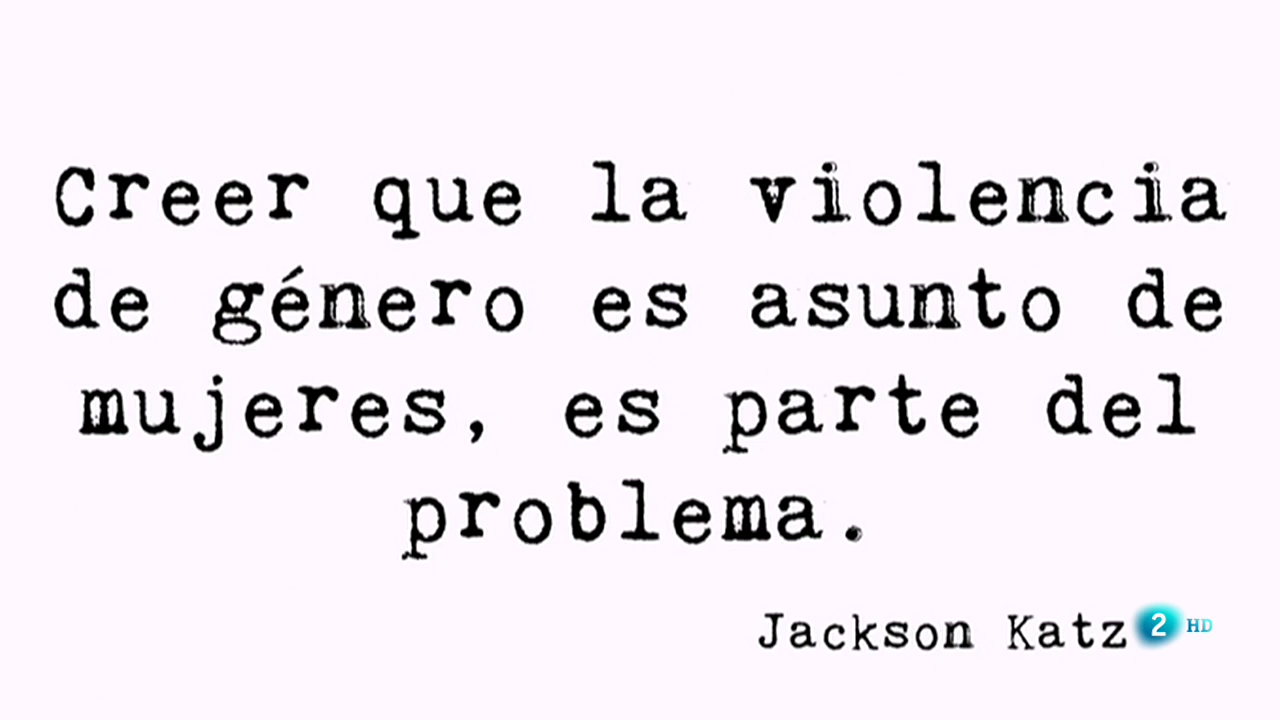 Creer que la violencia
de género es asunto de
mujeres, es parte del
problema.
Jackson Katz
2 HD